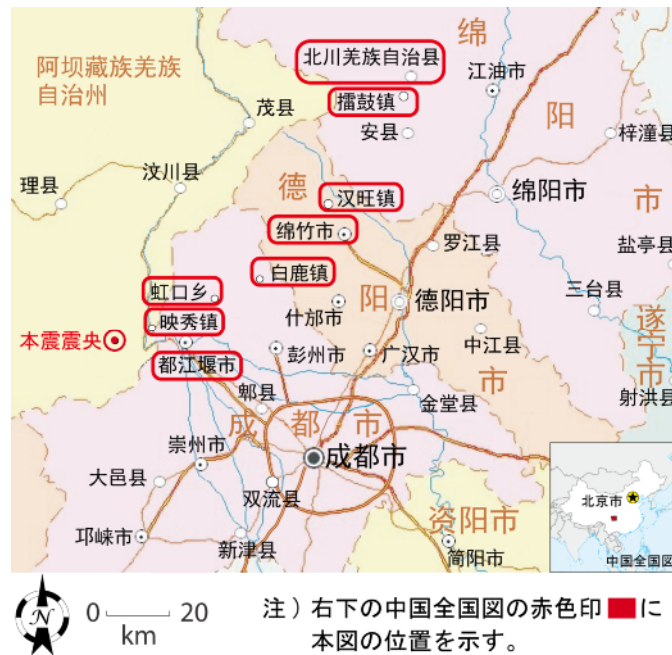 绵
阳
市
北川羌族自治县
江油市
阿坝藏族羌族
自治州
擂鼓镇
茂县
安县
梓潼县
汶川县
德
阳
市
理县
汉旺镇
绵阳市
绵竹市
罗江县
盐亭县
白鹿镇
虹口乡
三台县
德阳市
映秀镇
什邡市
遂
宁
市
本震震央
都江堰市
彭州市
广汉市
中江县
郫县
金堂县
射洪县
成 都 市
崇州市
成都市
大邑县
双流县
资阳市
北京市
邛崃市
新津县
简阳市
中国全国図
N
0 20
km
注）右下の中国全国図の赤色印 に
本図の位置を示す。